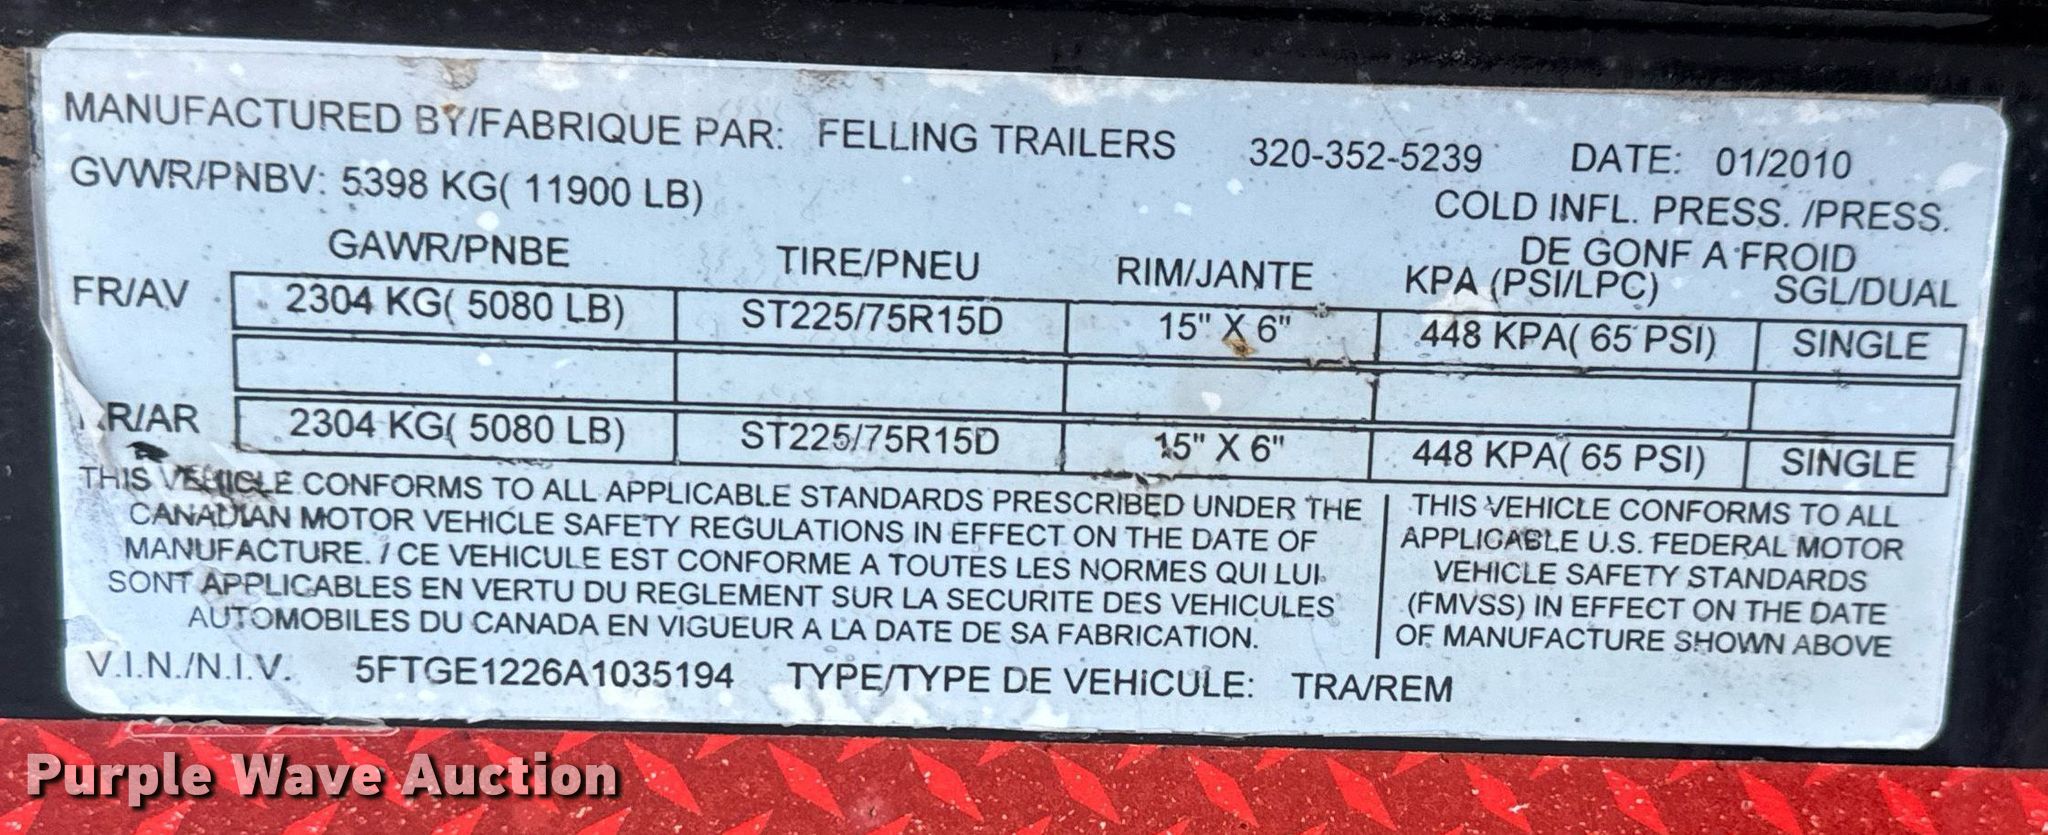 MANUFACTURED BY/FABRIQUE PAR: FELLING TRAILERS 320-352-5239 DATE: 01/2010
GVWR/PNBV: 5398 KG( 11900 LB)
COLD INFL. PRESS. /PRESS.
DE GONF A FROID
GAWR/PNBE TIRE/PNEU RIM/JANTE KPA (PSI/LPC) SGL/DUAL
FR/AV 2304 KG( 5080 LB) ST225/75R15D 15" X 6" 448 KPA( 65 PSI) SINGLE
RR/AR 2304 KG( 5080 LB) ST225/75R15D 15" X 6" 448 KPA( 65 PSI) SINGLE
THIS VEHICLE CONFORMS TO ALL APPLICABLE STANDARDS PRESCRIBED UNDER THE
CANADIAN MOTOR VEHICLE SAFETY REGULATIONS IN EFFECT ON THE DATE OF
MANUFACTURE. / CE VEHICULE EST CONFORME A TOUTES LES NORMES QUI LUI
SONT APPLICABLES EN VERTU DU REGLEMENT SUR LA SECURITE DES VEHICULES
AUTOMOBILES DU CANADA EN VIGUEUR A LA DATE DE SA FABRICATION.
THIS VEHICLE CONFORMS TO ALL
APPLICABLE U.S. FEDERAL MOTOR
VEHICLE SAFETY STANDARDS
(FMVSS) IN EFFECT ON THE DATE
OF MANUFACTURE SHOWN ABOVE
V.I.N./N.I.V. 5FTGE1226A1035194 TYPE/TYPE DE VEHICULE: TRA/REM
Purple Wave Auction